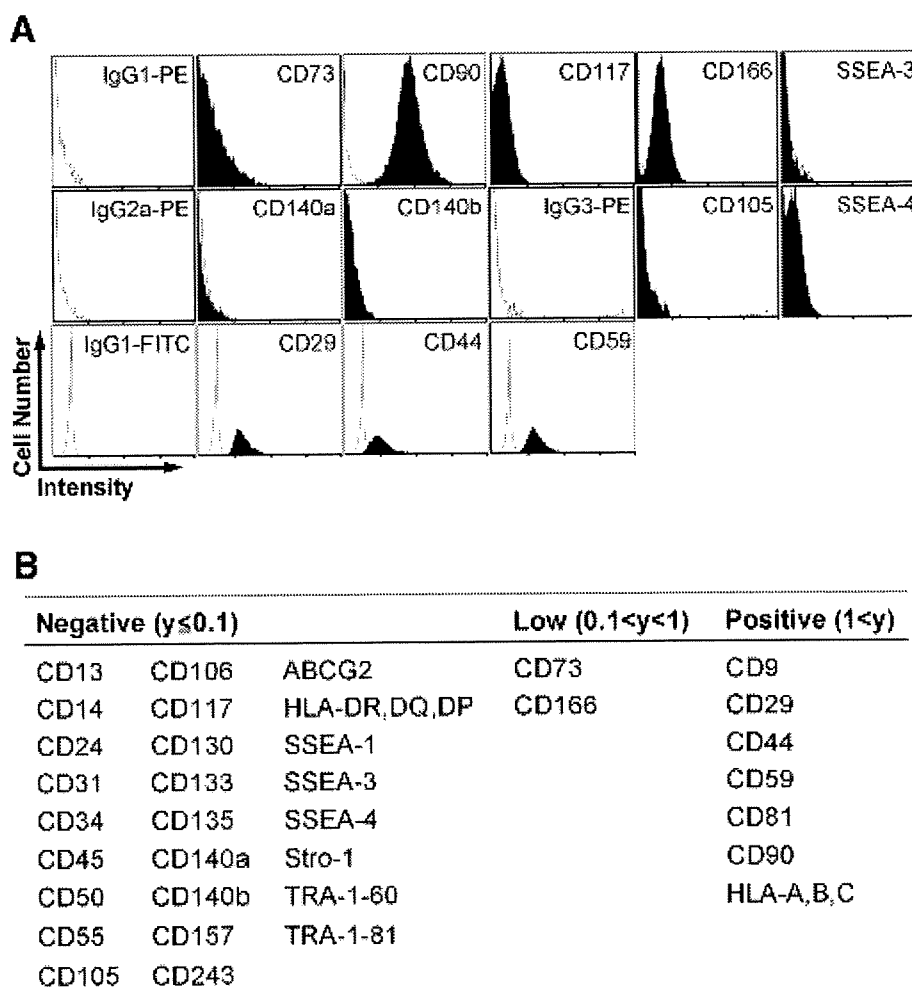 A
IgG1-PE CD73 CD90 CD117 CD166 SSEA-3
IgG2a-PE CD140a CD140b IgG3-PE CD105 SSEA-4
IgG1-FITC CD29 CD44 CD59
Cell Number
Intensity
B
Negative (y≤0.1) Low (0.1<y<1) Positive (1<y)
CD13 CD106 ABCG2 CD73 CD9
CD14 CD117 HLA-DR,DQ,DP CD166 CD29
CD24 CD130 SSEA-1 CD44
CD31 CD133 SSEA-3 CD59
CD34 CD135 SSEA-4 CD81
CD45 CD140a Stro-1 CD90
CD50 CD140b TRA-1-60 HLA-A,B,C
CD55 CD157 TRA-1-81
CD105 CD243